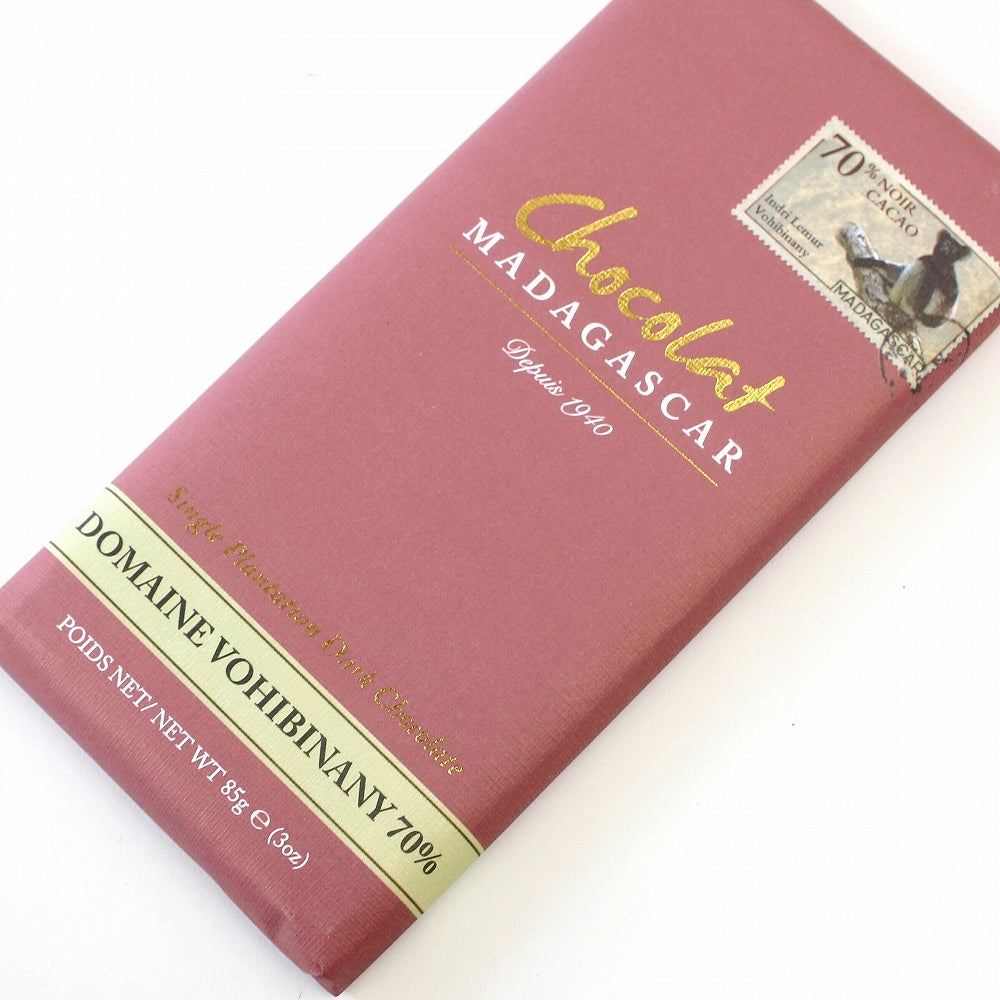 70% NOIR
CACAO
Indri Lemur
Vohibinany
MADAGASCAR
Chocolat
MADAGASCAR
Depuis 1940
Single Plantation Dark Chocolate
DOMAINE VOHIBINANY 70%
POIDS NET/ NET WT 85g ℮ (3oz)